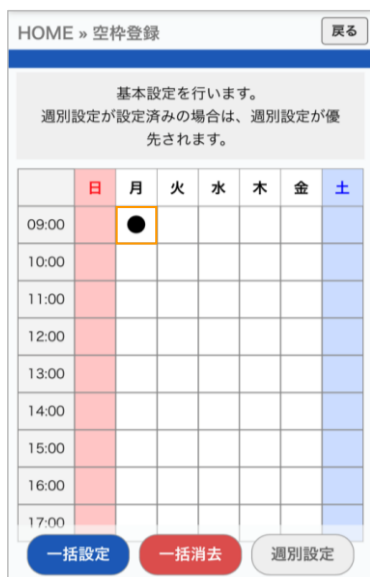 HOME » 空枠登録 戻る
基本設定を行います。
週別設定が設定済みの場合は、週別設定が優
先されます。
日 月 火 水 木 金 土
09:00 ●
10:00
11:00
12:00
13:00
14:00
15:00
16:00
17:00
一括設定 一括消去 週別設定